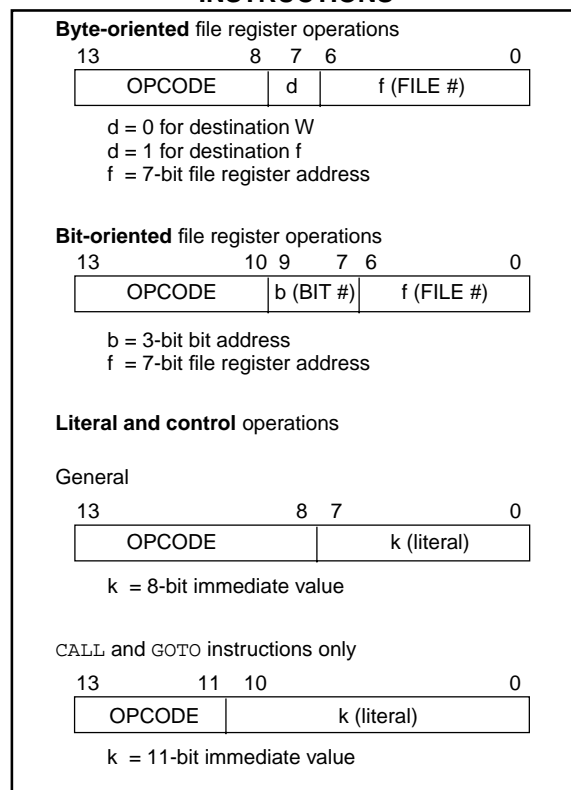 INSTRUCTIONS
Byte-oriented file register operations
13 8 7 6 0
OPCODE d f (FILE #)
d = 0 for destination W
d = 1 for destination f
f = 7-bit file register address
Bit-oriented file register operations
13 10 9 7 6 0
OPCODE b (BIT #) f (FILE #)
b = 3-bit bit address
f = 7-bit file register address
Literal and control operations
General
13 8 7 0
OPCODE k (literal)
k = 8-bit immediate value
CALL and GOTO instructions only
13 11 10 0
OPCODE k (literal)
k = 11-bit immediate value